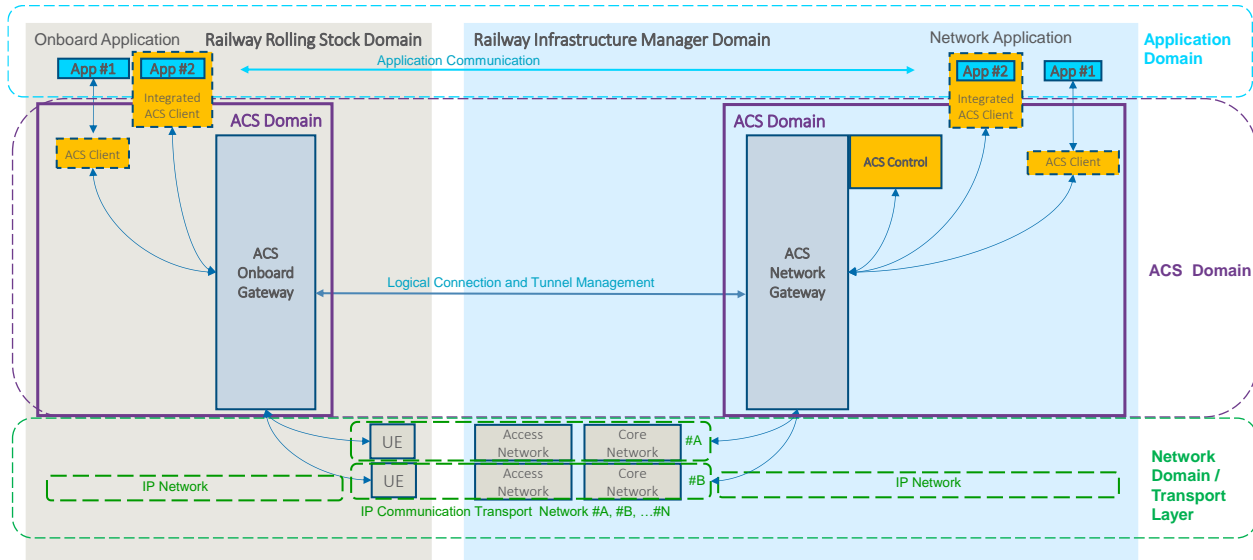 Onboard Application
Railway Rolling Stock Domain
Railway Infrastructure Manager Domain
Network Application
Application
Domain
App #1
App #2
Application Communication
App #2
App #1
Integrated
ACS Client
Integrated
ACS Client
ACS Domain
ACS Domain
ACS Client
ACS Control
ACS Client
ACS
Onboard
Gateway
Logical Connection and Tunnel Management
ACS
Network
Gateway
ACS Domain
UE
Access
Network
Core
Network
#A
UE
Access
Network
Core
Network
#B
IP Network
IP Network
IP Communication Transport Network #A, #B, …#N
Network
Domain /
Transport
Layer